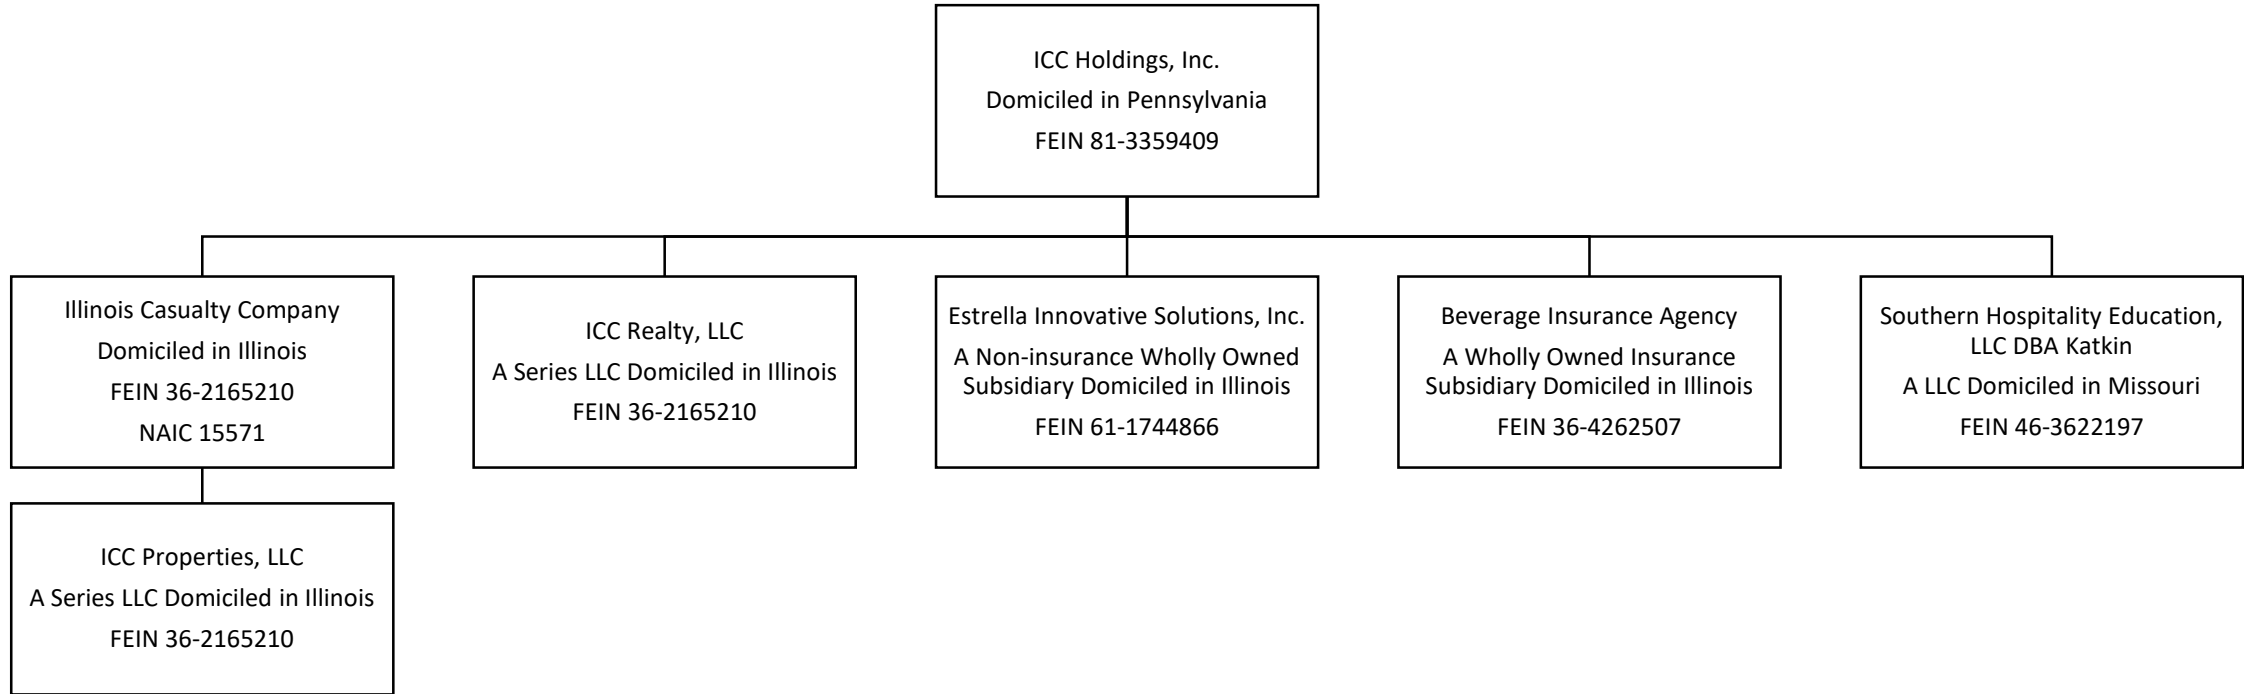 ICC Holdings, Inc.
Domiciled in Pennsylvania
FEIN 81-3359409
Illinois Casualty Company
Domiciled in Illinois
FEIN 36-2165210
NAIC 15571
ICC Realty, LLC
A Series LLC Domiciled in Illinois
FEIN 36-2165210
Estrella Innovative Solutions, Inc.
A Non-insurance Wholly Owned
Subsidiary Domiciled in Illinois
FEIN 61-1744866
Beverage Insurance Agency
A Wholly Owned Insurance
Subsidiary Domiciled in Illinois
FEIN 36-4262507
Southern Hospitality Education,
LLC DBA Katkin
A LLC Domiciled in Missouri
FEIN 46-3622197
ICC Properties, LLC
A Series LLC Domiciled in Illinois
FEIN 36-2165210